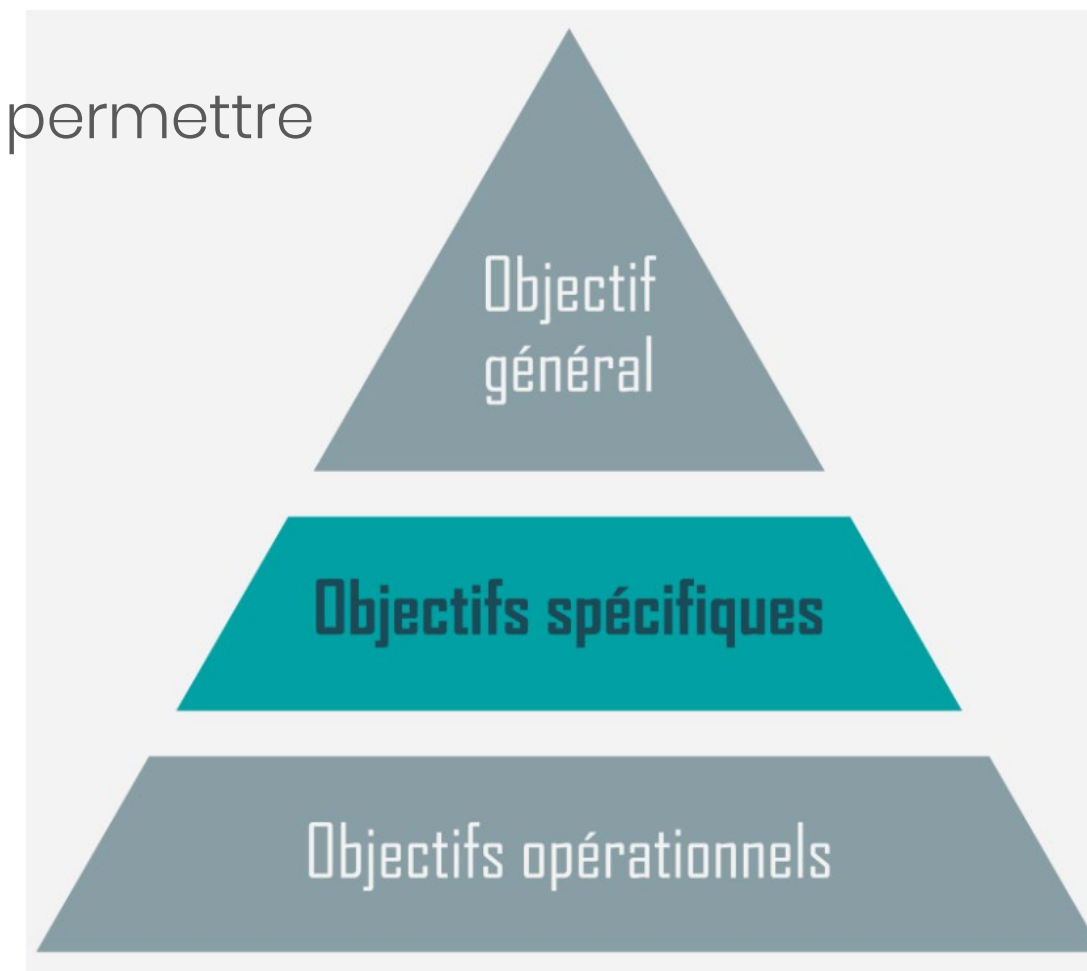 permettre
Objectif
général
Objectifs spécifiques
Objectifs opérationnels